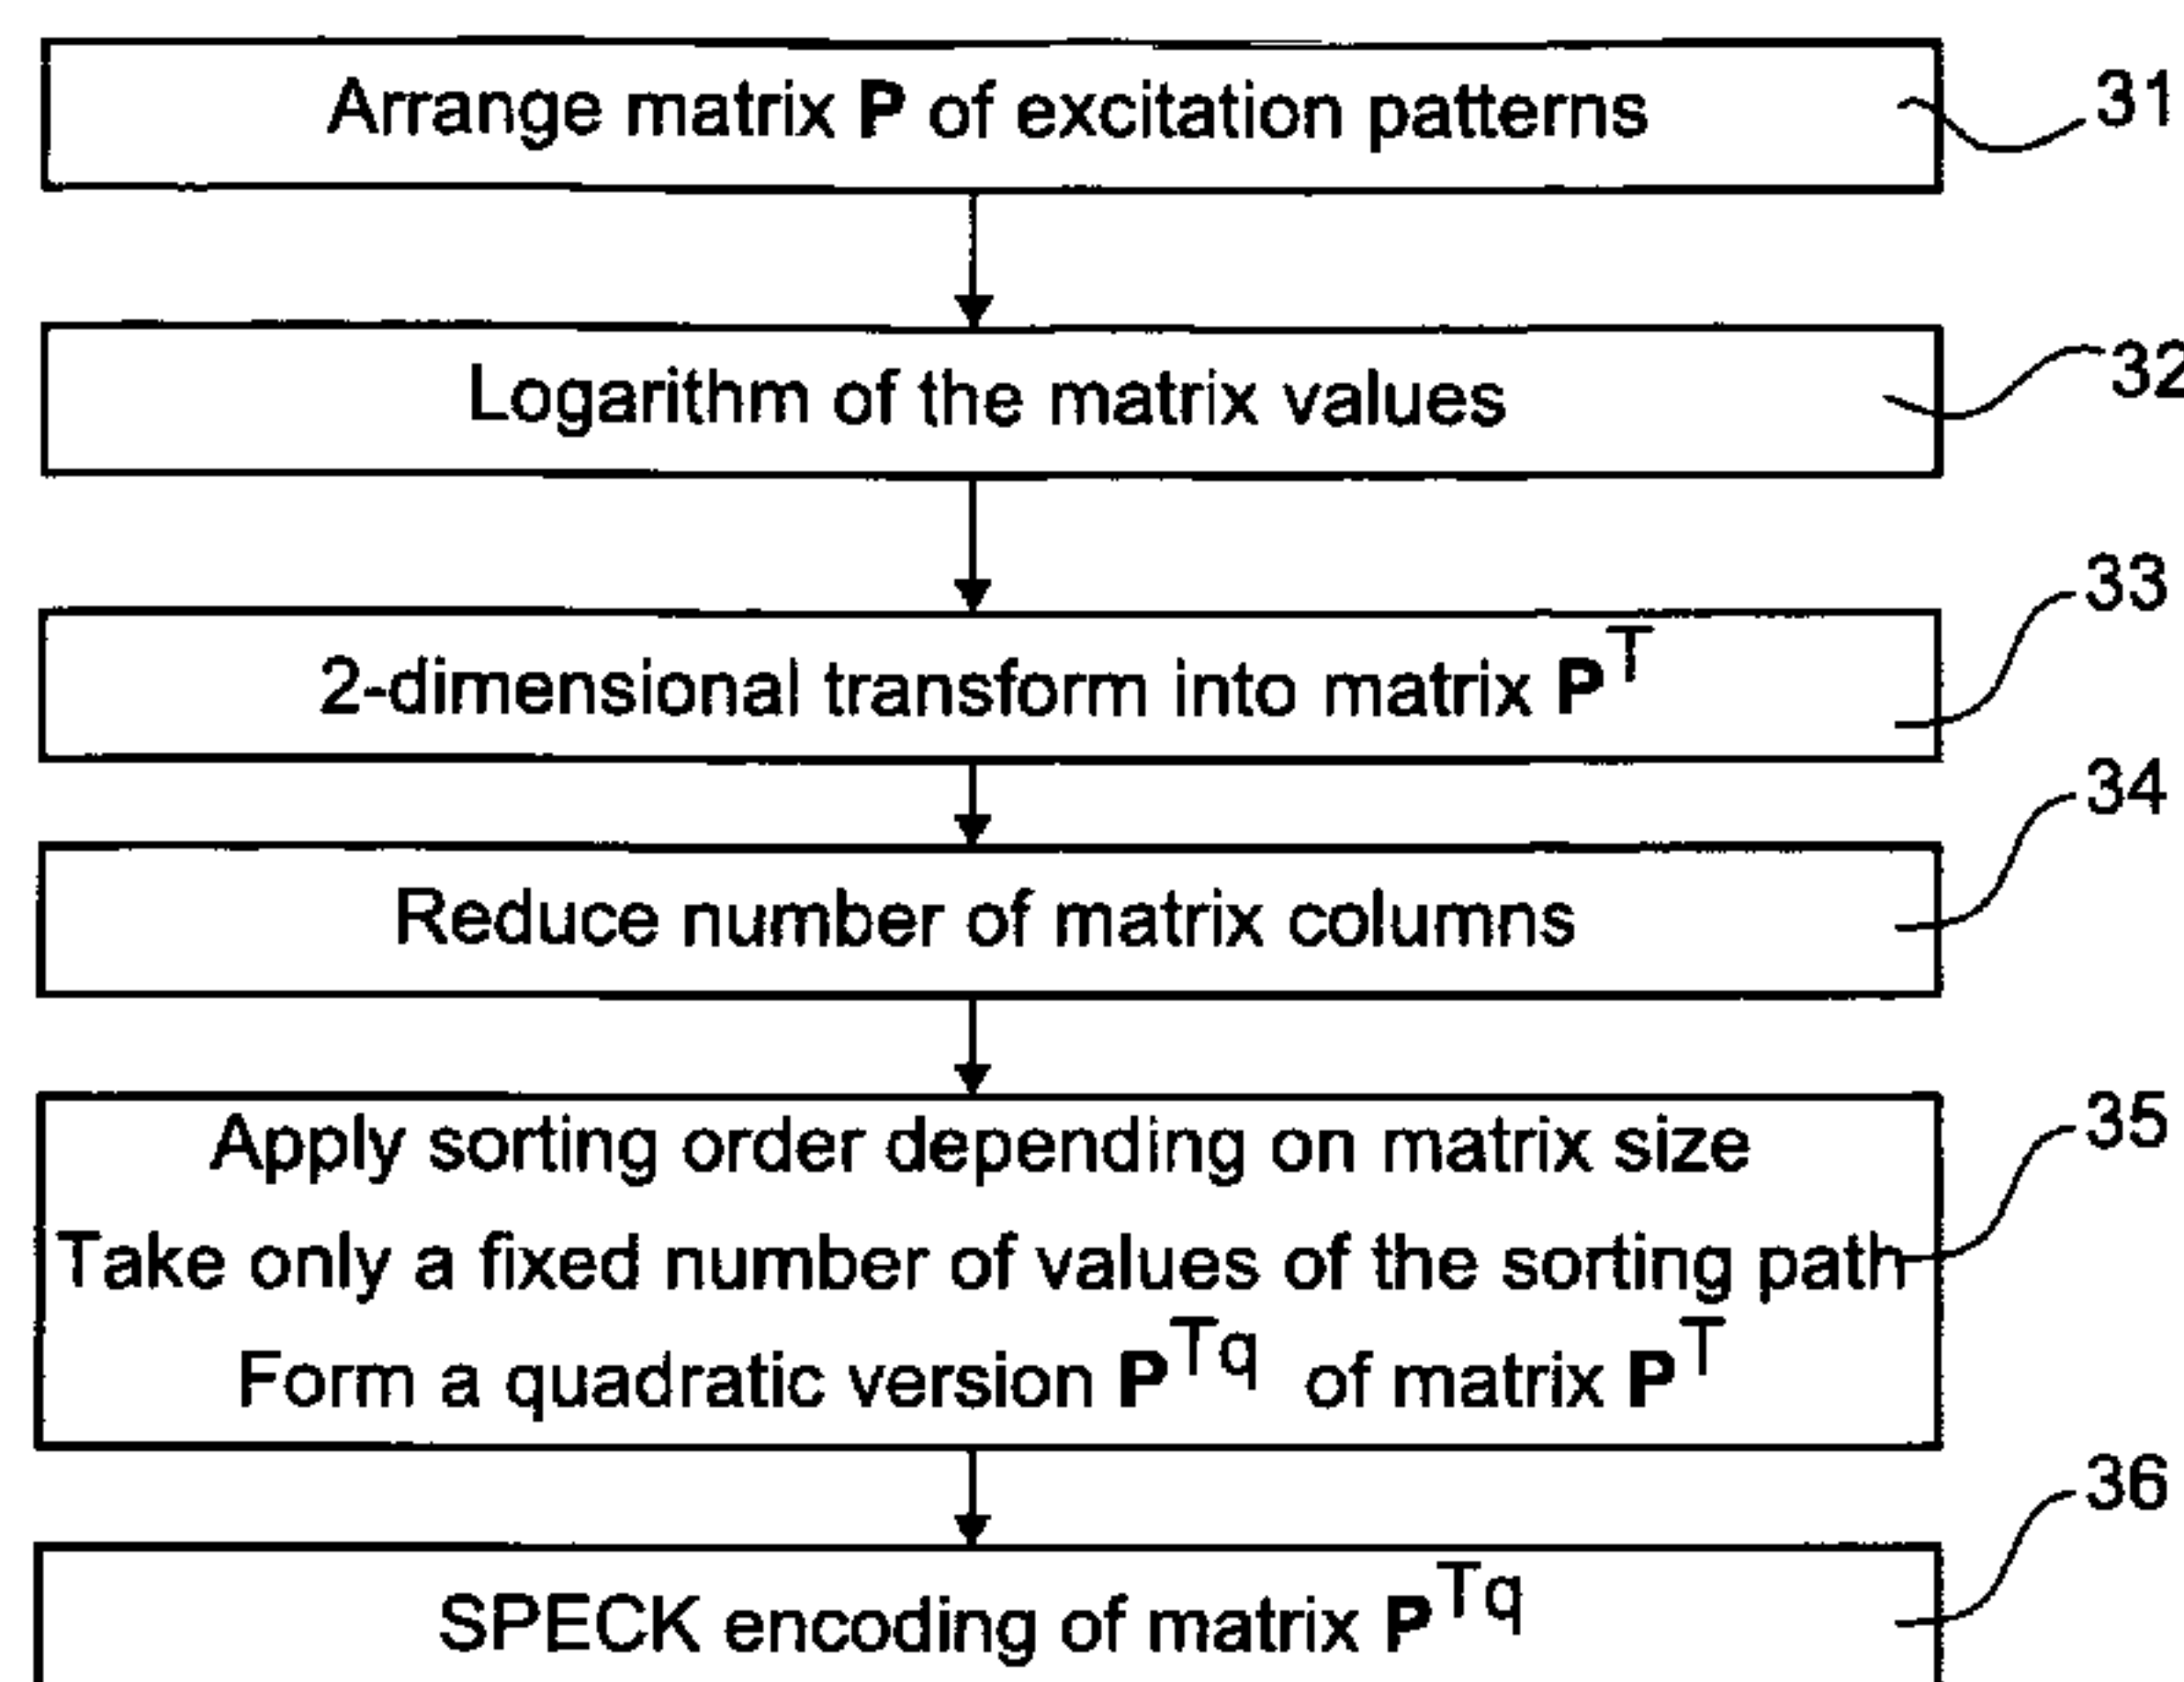 Arrange matrix P of excitation patterns
31
Logarithm of the matrix values
32
2-dimensional transform into matrix P^T
33
Reduce number of matrix columns
34
Apply sorting order depending on matrix size
Take only a fixed number of values of the sorting path
Form a quadratic version P^Tq of matrix P^T
35
SPECK encoding of matrix P^Tq
36